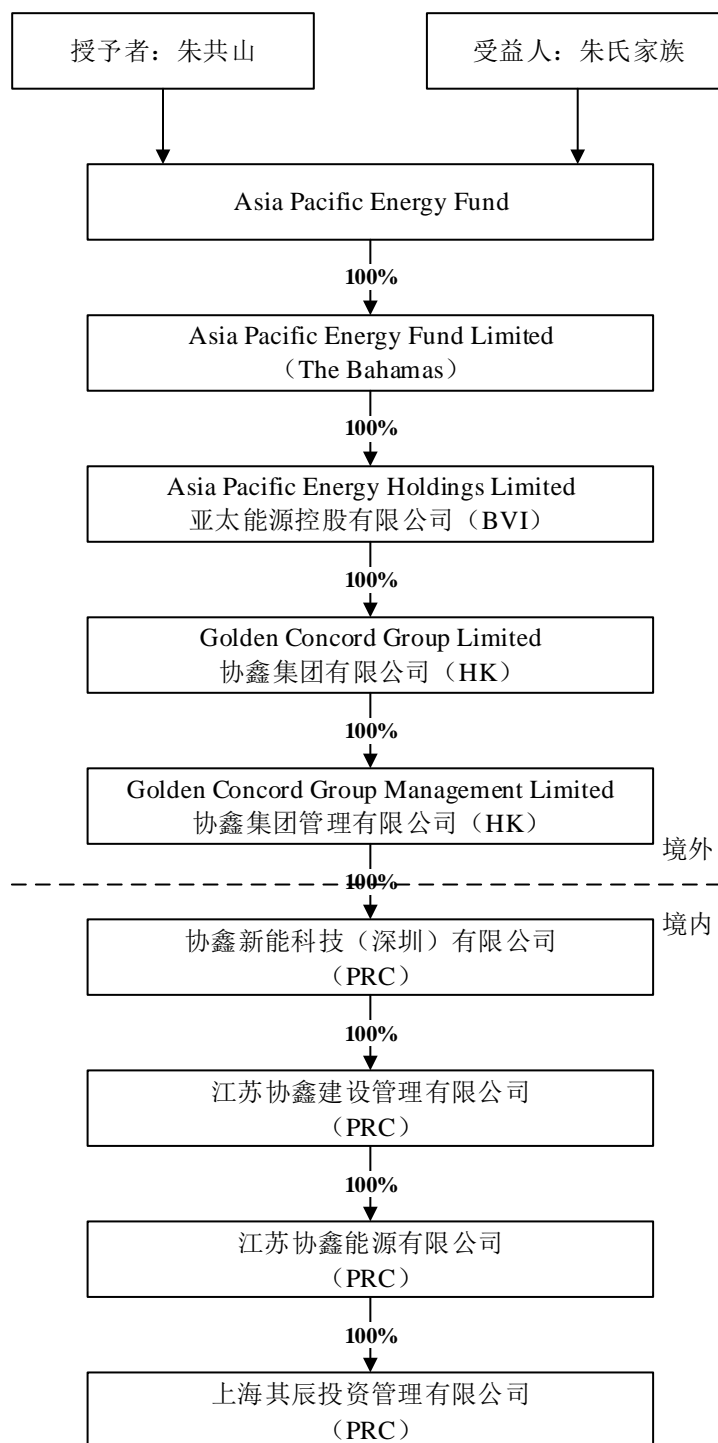 授予者：朱共山
受益人：朱氏家族
Asia Pacific Energy Fund
100%
Asia Pacific Energy Fund Limited
（The Bahamas）
100%
Asia Pacific Energy Holdings Limited
亚太能源控股有限公司（BVI）
100%
Golden Concord Group Limited
协鑫集团有限公司（HK）
100%
Golden Concord Group Management Limited
协鑫集团管理有限公司（HK）
境外
100%
境内
协鑫新能科技（深圳）有限公司
（PRC）
100%
江苏协鑫建设管理有限公司
（PRC）
100%
江苏协鑫能源有限公司
（PRC）
100%
上海其辰投资管理有限公司
（PRC）